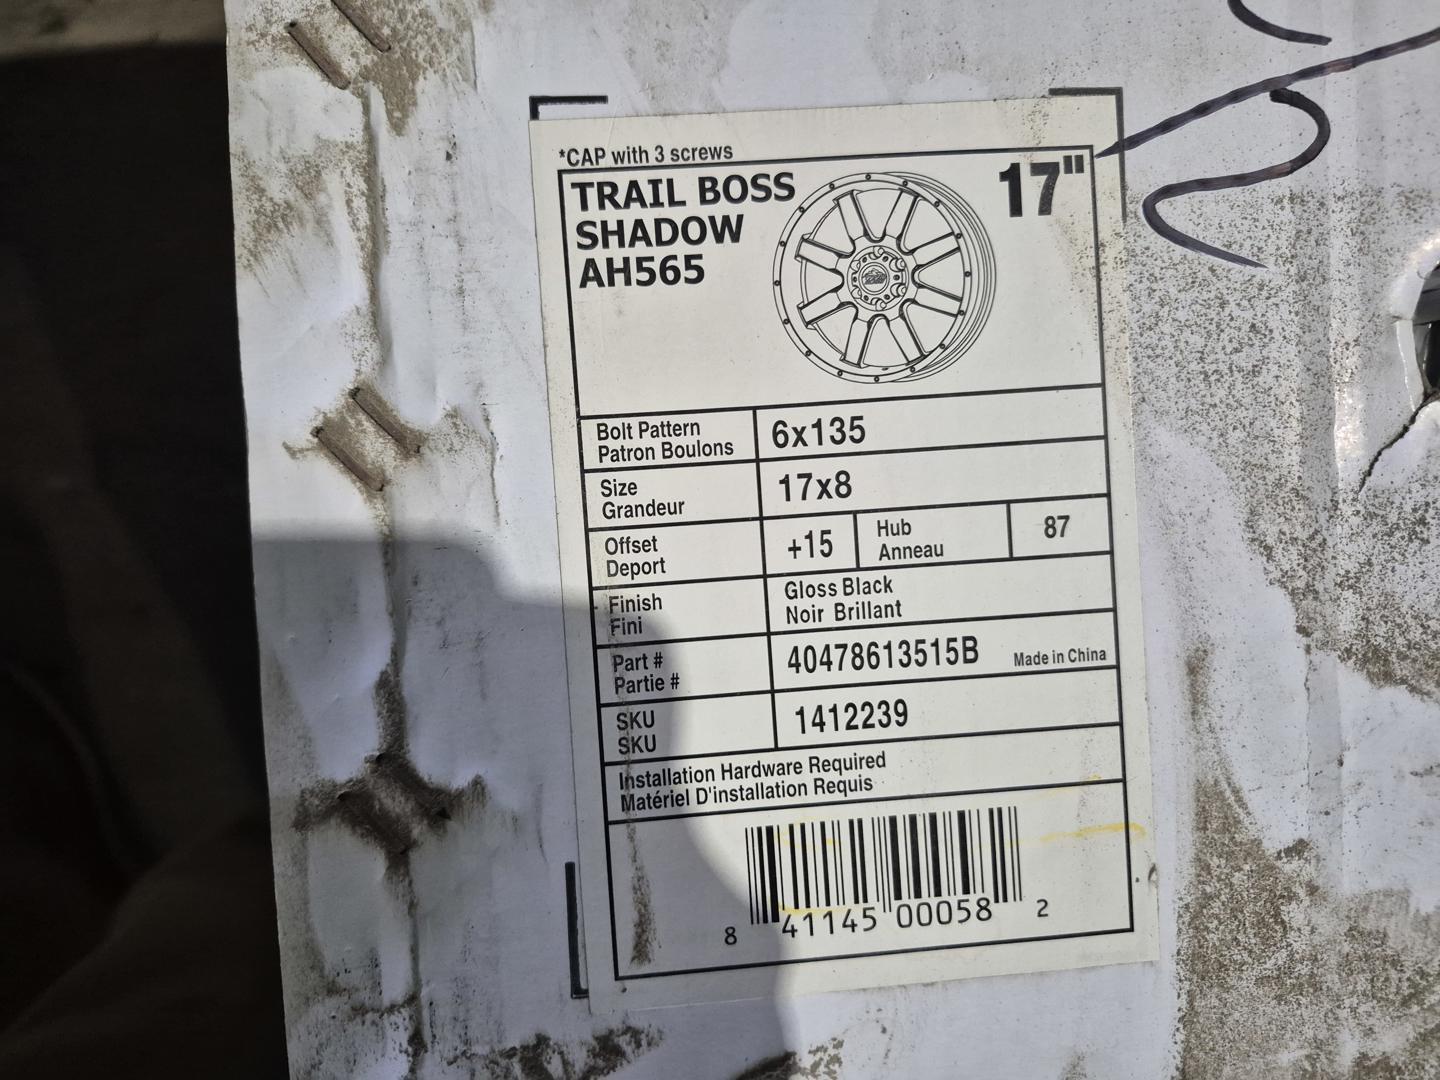 *CAP with 3 screws
TRAIL BOSS
SHADOW
AH565
17"
Bolt Pattern
Patron Boulons
6x135
Size
Grandeur
17x8
Offset
Deport
+15
Hub
Anneau
87
Finish
Fini
Gloss Black
Noir Brillant
Part #
Partie #
40478613515B
Made in China
SKU
SKU
1412239
Installation Hardware Required
Matériel D'installation Requis
8 41145 00058 2